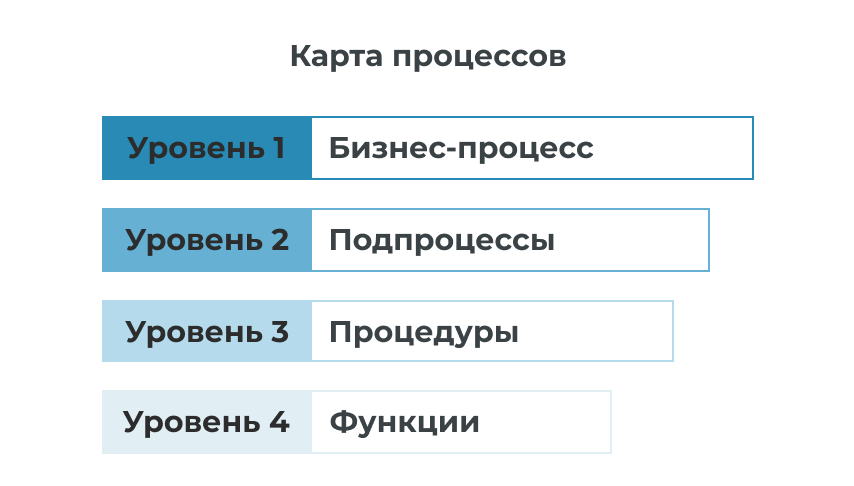 Карта процессов
Уровень 1 Бизнес-процесс
Уровень 2 Подпроцессы
Уровень 3 Процедуры
Уровень 4 Функции